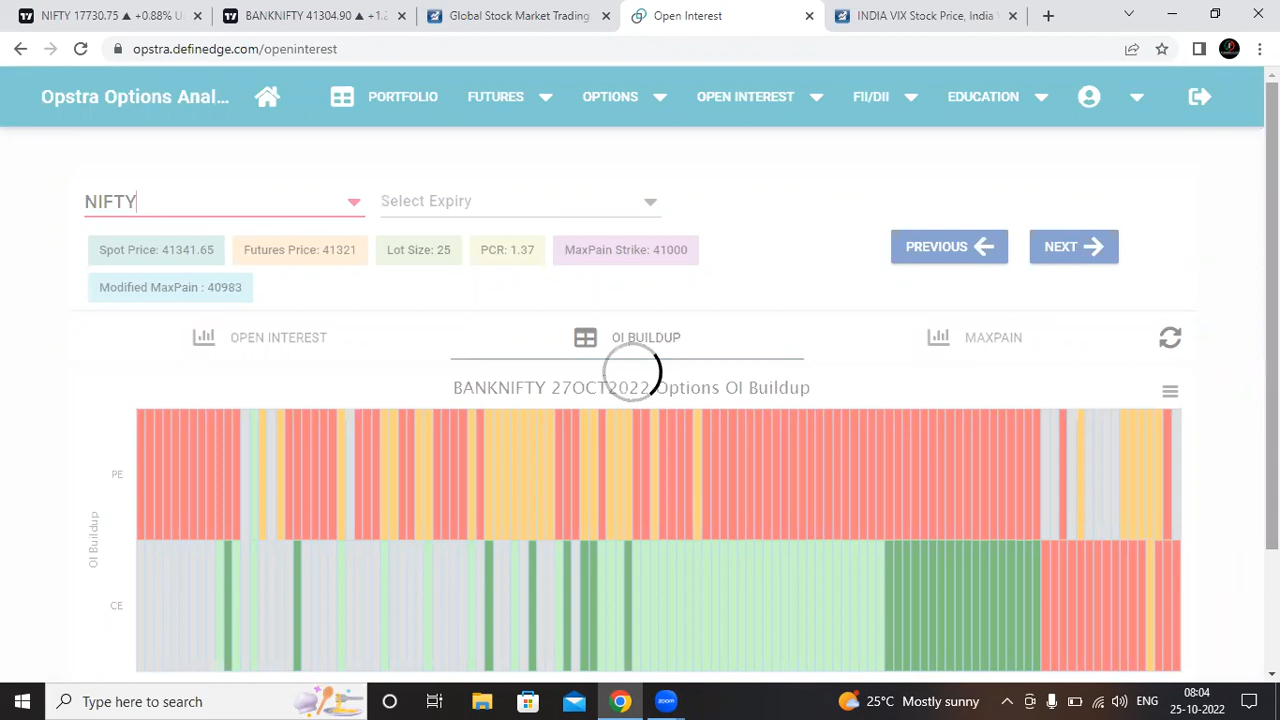 NIFTY 17730.75 ▲ +0.88% U
BANKNIFTY 41304.90 ▲ +1.2
Global Stock Market Trading
Open Interest
INDIA VIX Stock Price, India V
opstra.definedge.com/openinterest
Opstra Options Anal...
PORTFOLIO
FUTURES
OPTIONS
OPEN INTEREST
FII/DII
EDUCATION
NIFTY
Select Expiry
Spot Price: 41341.65
Futures Price: 41321
Lot Size: 25
PCR: 1.37
MaxPain Strike: 41000
PREVIOUS
NEXT
Modified MaxPain : 40983
OPEN INTEREST
OI BUILDUP
MAXPAIN
BANKNIFTY 27OCT2022 Options OI Buildup
PE
OI Buildup
CE
Type here to search
zoom
25°C Mostly sunny
ENG
08:04
25-10-2022